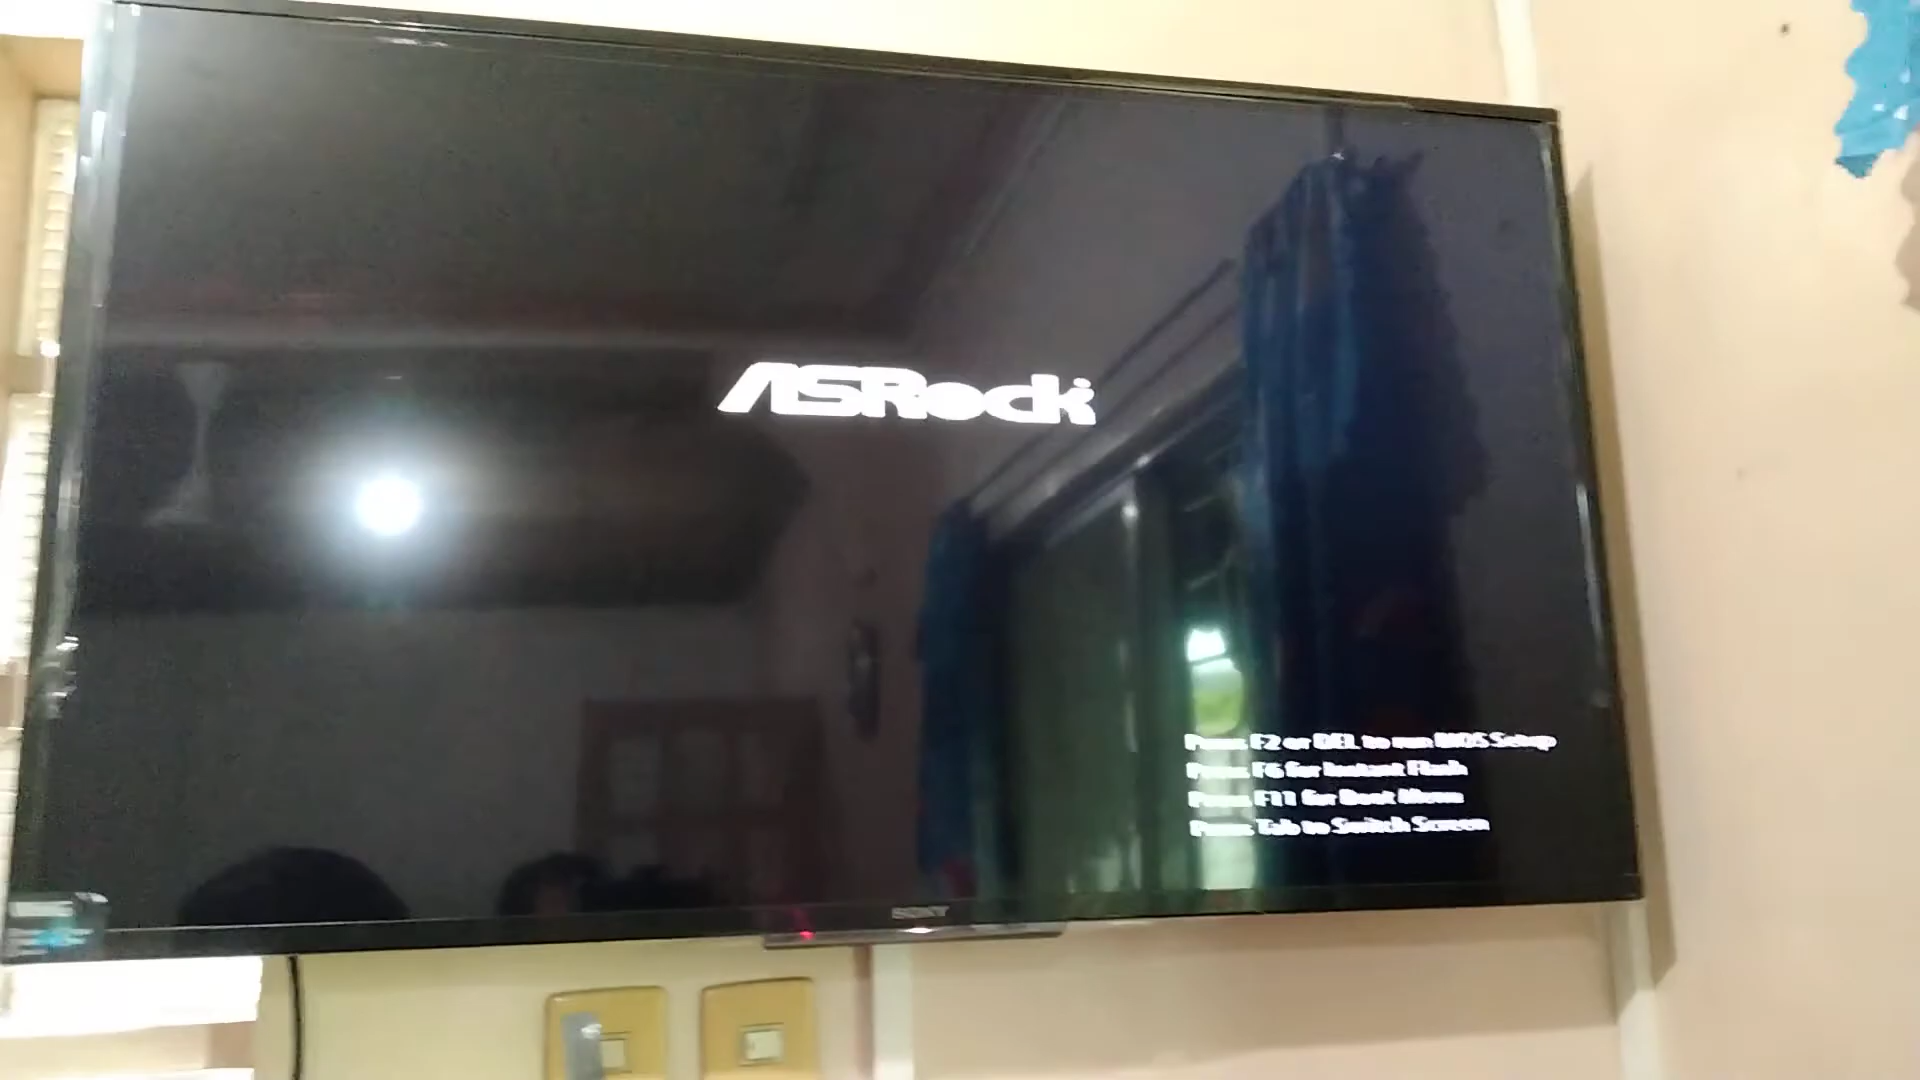 ASRock
Press F2 or DEL to run BIOS Setup
Press F6 for Instant Flash
Press F11 for Boot Menu
Press Tab to Switch Screen
SONY